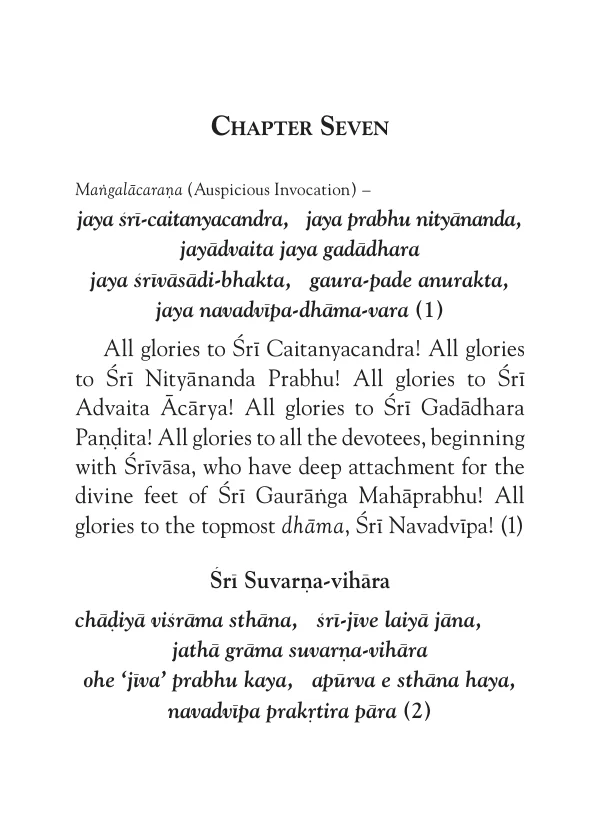 CHAPTER SEVEN
Maṅgalācaraṇa (Auspicious Invocation) –
jaya śrī-caitanyacandra, jaya prabhu nityānanda,
jayādvaita jaya gadādhara
jaya śrīvāsādi-bhakta, gaura-pade anurakta,
jaya navadvīpa-dhāma-vara (1)
All glories to Śrī Caitanyacandra! All glories
to Śrī Nityānanda Prabhu! All glories to Śrī
Advaita Ācārya! All glories to Śrī Gadādhara
Paṇḍita! All glories to all the devotees, beginning
with Śrīvāsa, who have deep attachment for the
divine feet of Śrī Gaurāṅga Mahāprabhu! All
glories to the topmost dhāma, Śrī Navadvīpa! (1)
Śrī Suvarṇa-vihāra
chāḍiyā viśrāma sthāna, śrī-jīve laiyā jāna,
jathā grāma suvarṇa-vihāra
ohe ‘jīva’ prabhu kaya, apūrva e sthāna haya,
navadvīpa prakṛtira pāra (2)